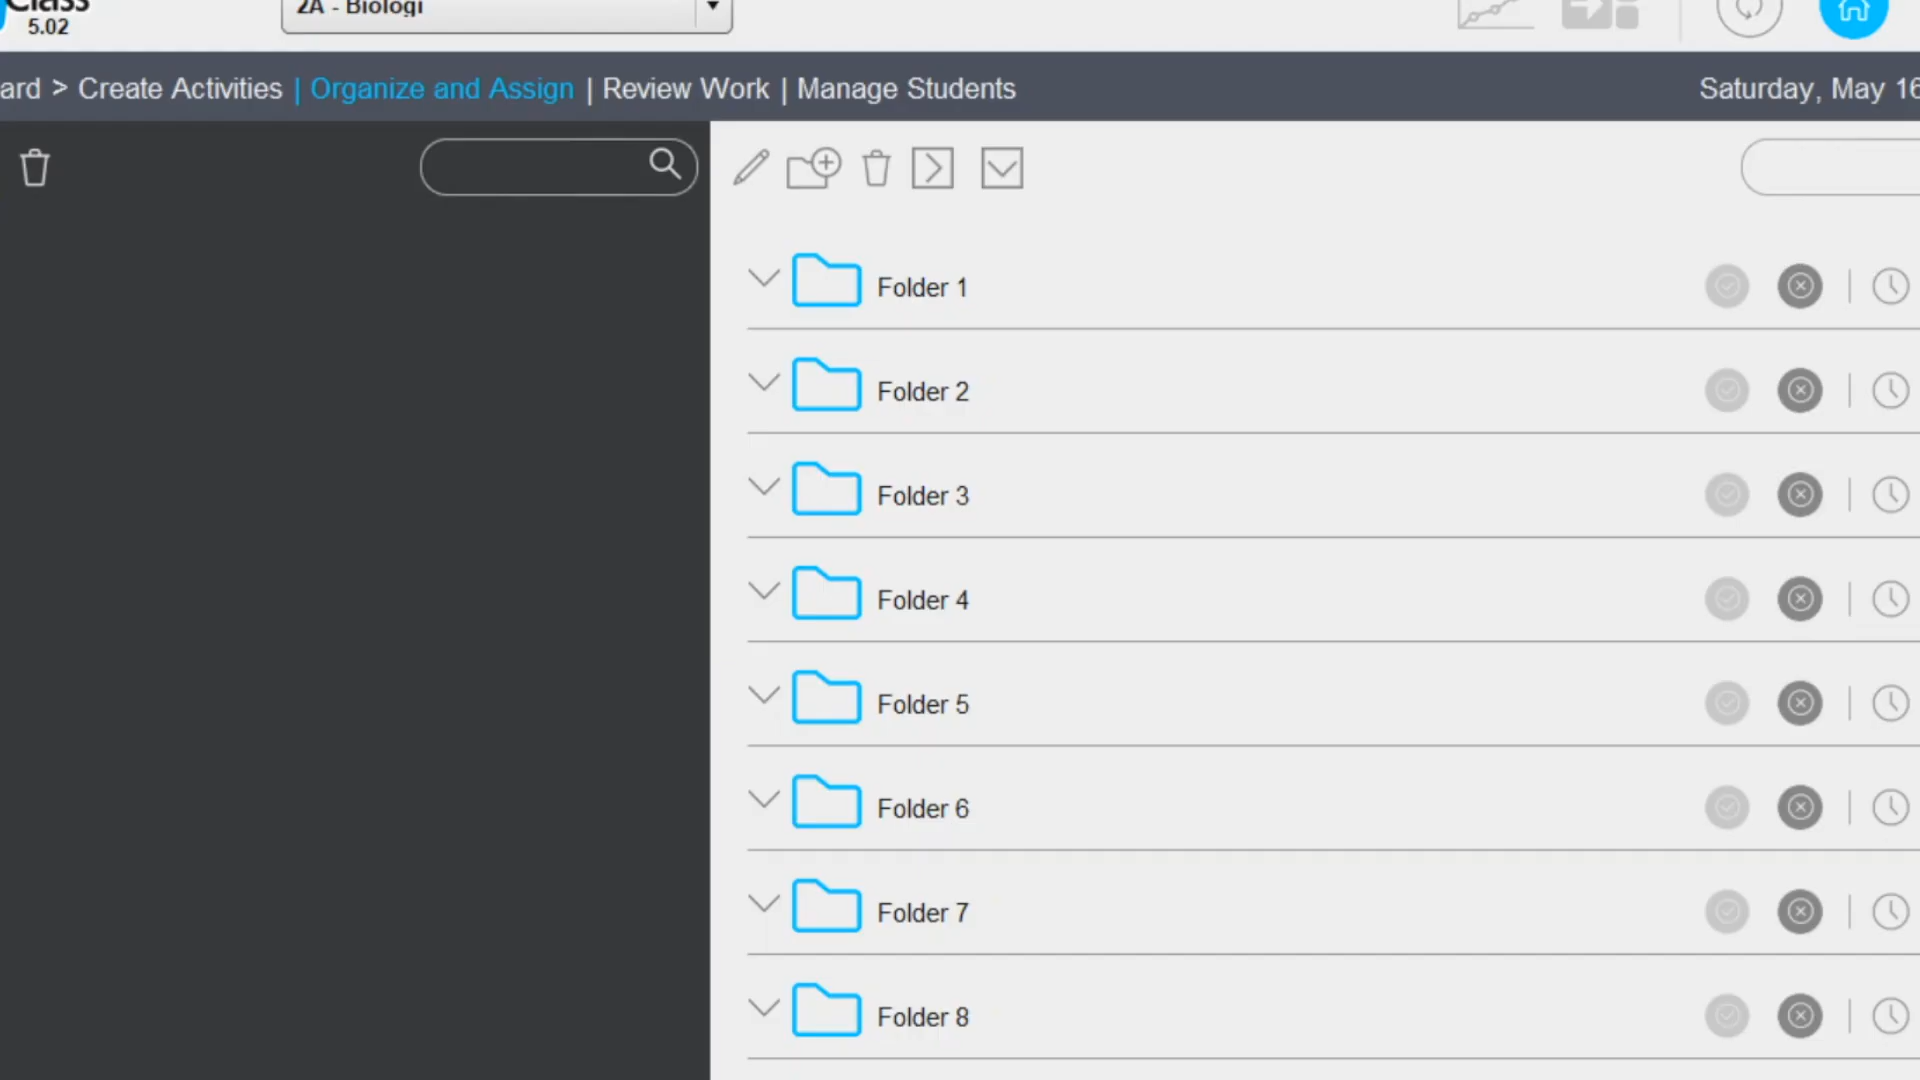 Class
5.02
2A - Biologi
ard > Create Activities | Organize and Assign | Review Work | Manage Students
Saturday, May 16
Folder 1
Folder 2
Folder 3
Folder 4
Folder 5
Folder 6
Folder 7
Folder 8